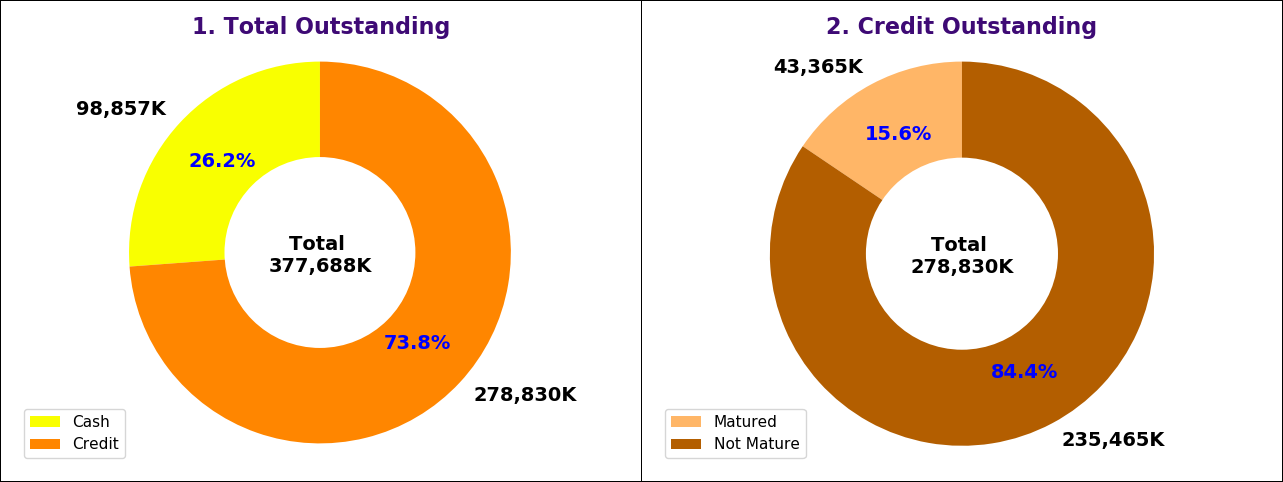 1. Total Outstanding
98,857K
26.2%
Total
377,688K
73.8%
278,830K
Cash
Credit
2. Credit Outstanding
43,365K
15.6%
Total
278,830K
84.4%
235,465K
Matured
Not Mature